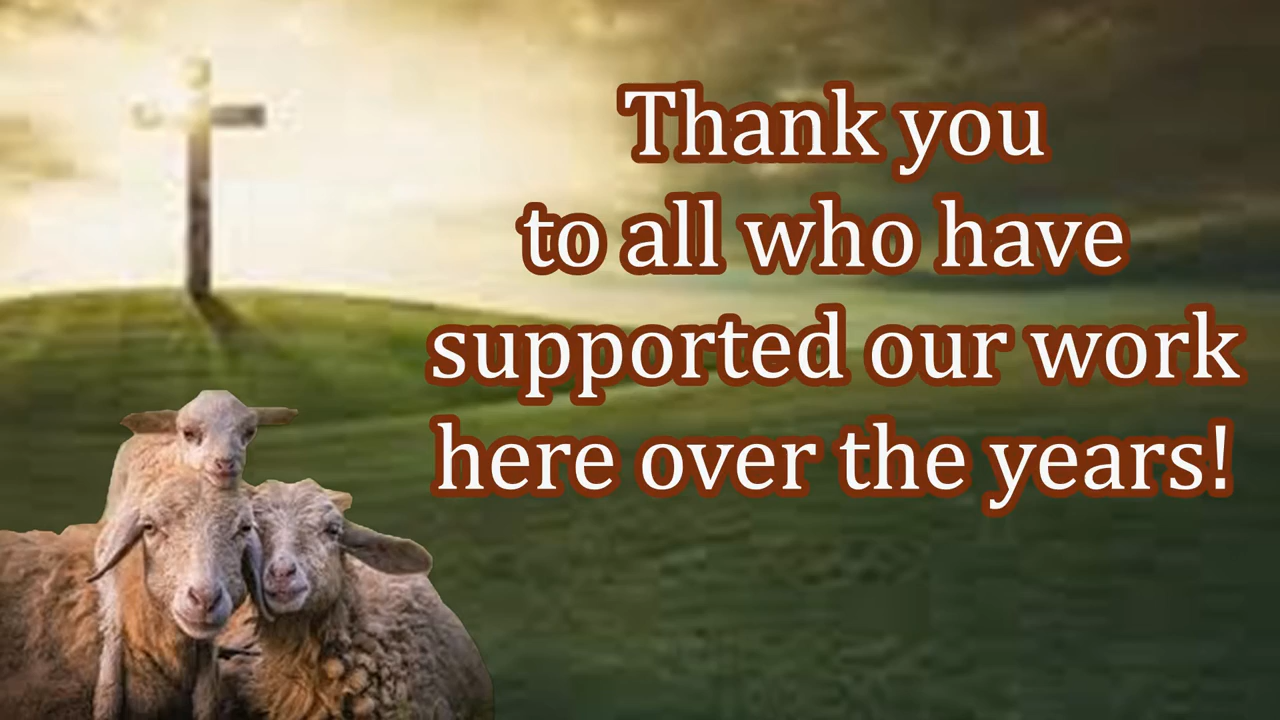 Thank you
to all who have
supported our work
here over the years!